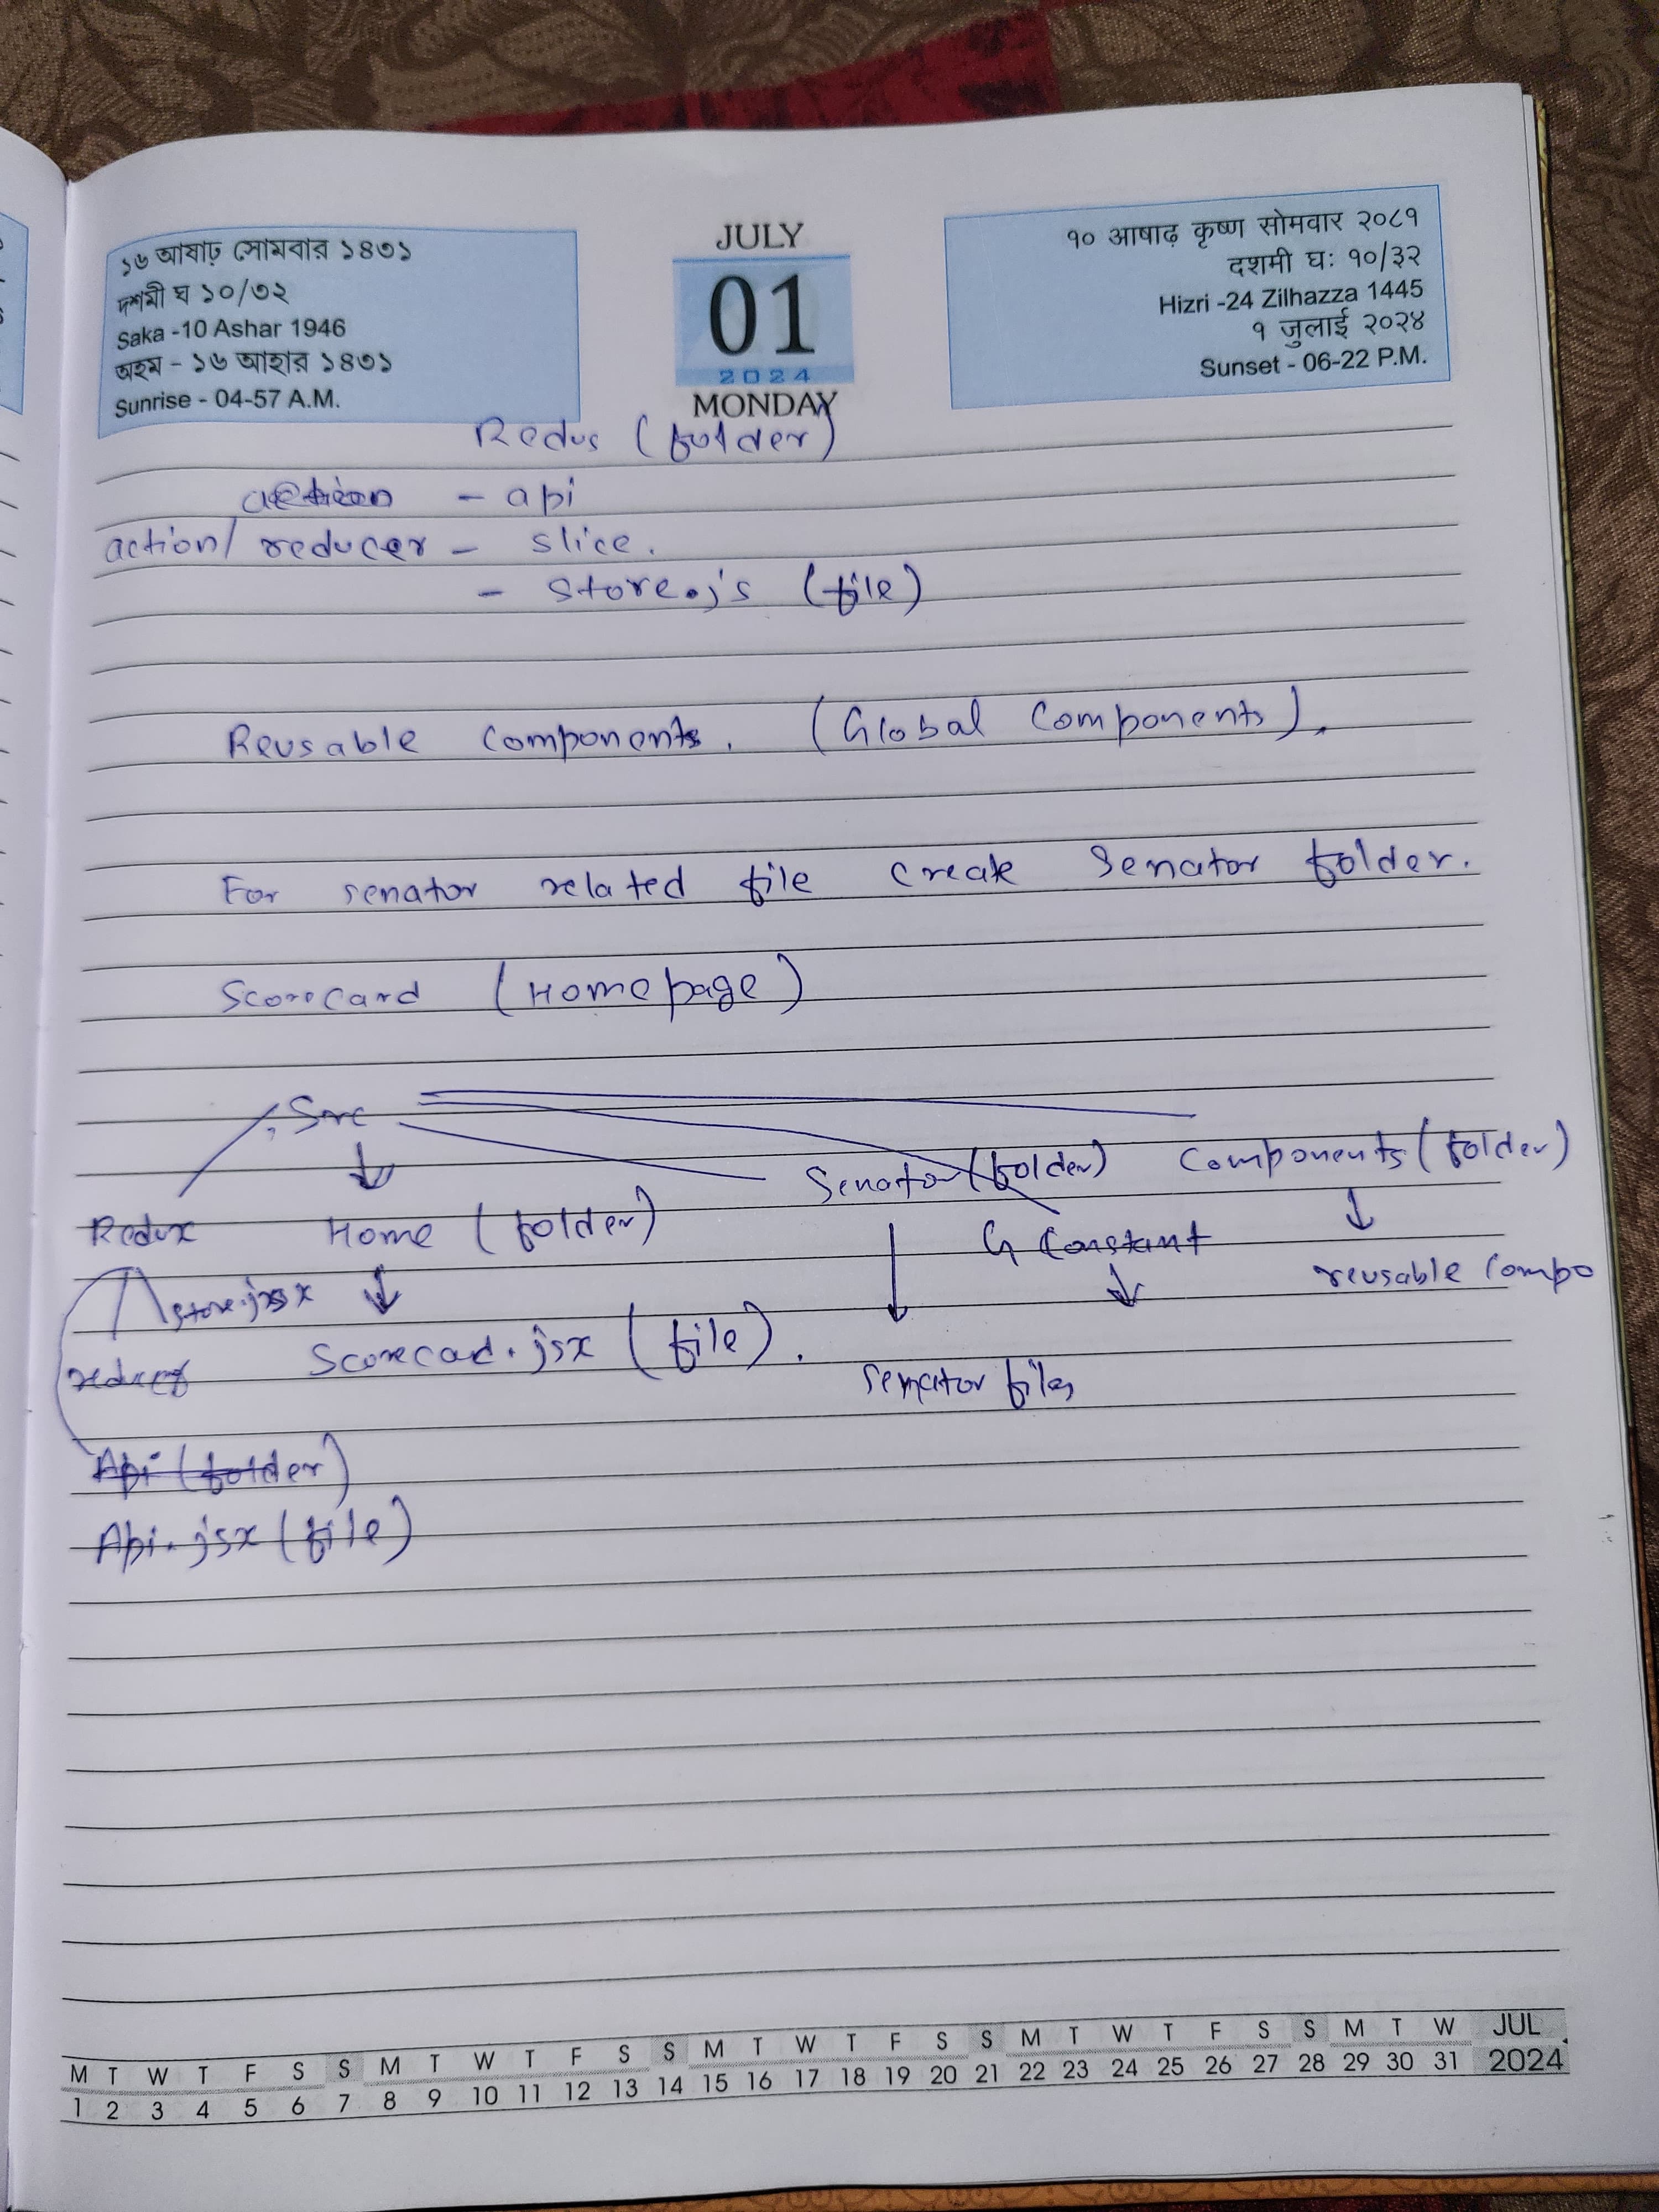 ১৬ আষাঢ় সোমবার ১৪৩১
দশমী ঘ ১০/৩২
Saka -10 Ashar 1946
অহম - ১৬ আহার ১৪৩১
Sunrise - 04-57 A.M.
JULY
01
2024
MONDAY
१० आषाढ़ कृष्ण सोमवार २०८१
दशमी घः १०/३२
Hizri -24 Zilhazza 1445
१ जुलाई २०२४
Sunset - 06-22 P.M.
Redus (folder)
action - api
action/ reducer - slice.
- store.js (file)
Reusable components. (Global Components).
For senator related file create Senator folder.
Scorecard (Homepage)
Src
Senator (folder) Components (folder)
Redux Home (folder) G Constant
store.jsx reusable compo
Scorecard.jsx (file).
reducer Senator files
Api (folder)
Api.jsx (file)
M T W T F S S M T W T F S S M T W T F S S M T W T F S S M T W JUL
1 2 3 4 5 6 7 8 9 10 11 12 13 14 15 16 17 18 19 20 21 22 23 24 25 26 27 28 29 30 31 2024